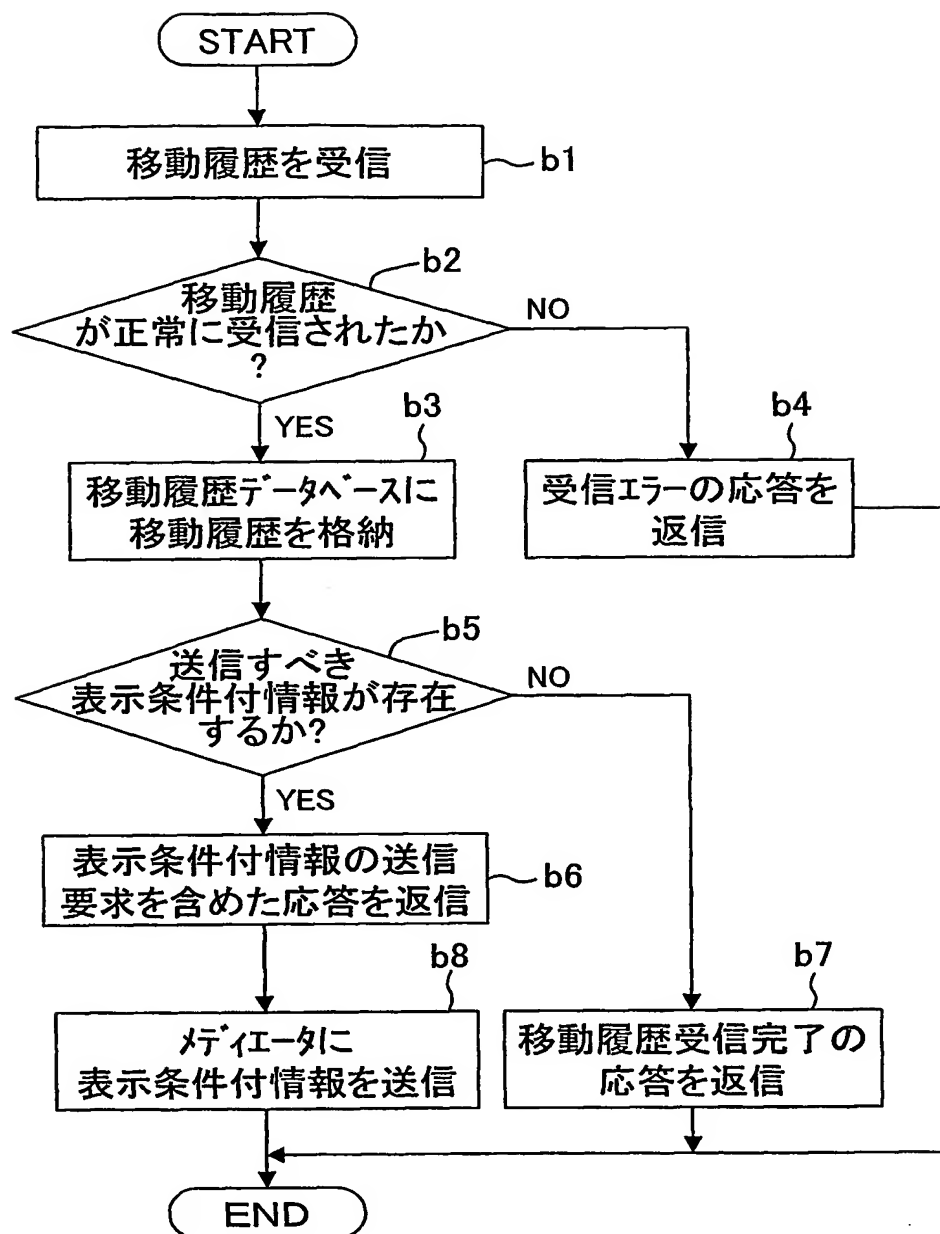 START
移動履歴を受信
b1
b2
移動履歴
が正常に受信されたか
?
NO
YES
b3
移動履歴データベースに
移動履歴を格納
b4
受信エラーの応答を
返信
b5
送信すべき
表示条件付情報が存在
するか?
NO
YES
表示条件付情報の送信
要求を含めた応答を返信
b6
b8
メディエータに
表示条件付情報を送信
b7
移動履歴受信完了の
応答を返信
END